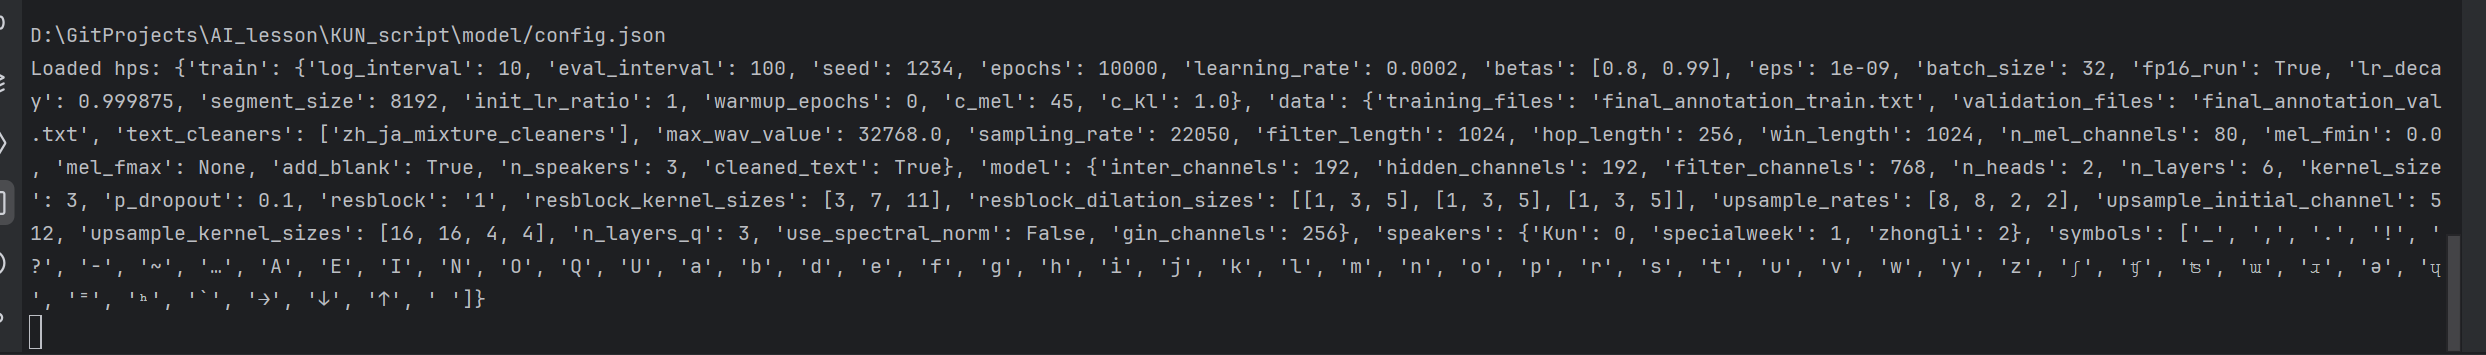 D:\GitProjects\AI_lesson\KUN_script\model/config.json
Loaded hps: {'train': {'log_interval': 10, 'eval_interval': 100, 'seed': 1234, 'epochs': 10000, 'learning_rate': 0.0002, 'betas': [0.8, 0.99], 'eps': 1e-09, 'batch_size': 32, 'fp16_run': True, 'lr_deca
y': 0.999875, 'segment_size': 8192, 'init_lr_ratio': 1, 'warmup_epochs': 0, 'c_mel': 45, 'c_kl': 1.0}, 'data': {'training_files': 'final_annotation_train.txt', 'validation_files': 'final_annotation_val
.txt', 'text_cleaners': ['zh_ja_mixture_cleaners'], 'max_wav_value': 32768.0, 'sampling_rate': 22050, 'filter_length': 1024, 'hop_length': 256, 'win_length': 1024, 'n_mel_channels': 80, 'mel_fmin': 0.0
, 'mel_fmax': None, 'add_blank': True, 'n_speakers': 3, 'cleaned_text': True}, 'model': {'inter_channels': 192, 'hidden_channels': 192, 'filter_channels': 768, 'n_heads': 2, 'n_layers': 6, 'kernel_size
': 3, 'p_dropout': 0.1, 'resblock': '1', 'resblock_kernel_sizes': [3, 7, 11], 'resblock_dilation_sizes': [[1, 3, 5], [1, 3, 5], [1, 3, 5]], 'upsample_rates': [8, 8, 2, 2], 'upsample_initial_channel': 5
12, 'upsample_kernel_sizes': [16, 16, 4, 4], 'n_layers_q': 3, 'use_spectral_norm': False, 'gin_channels': 256}, 'speakers': {'Kun': 0, 'specialweek': 1, 'zhongli': 2}, 'symbols': ['_', ',', '.', '!', '
?', '-', '~', '…', 'A', 'E', 'I', 'N', 'O', 'Q', 'U', 'a', 'b', 'd', 'e', 'f', 'g', 'h', 'i', 'j', 'k', 'l', 'm', 'n', 'o', 'p', 'r', 's', 't', 'u', 'v', 'w', 'y', 'z', 'ʃ', 'ʧ', 'ʦ', 'ɯ', 'ɹ', 'ə', 'ɥ
', '⁼', 'ʰ', '`', '→', '↓', '↑', ' ']}